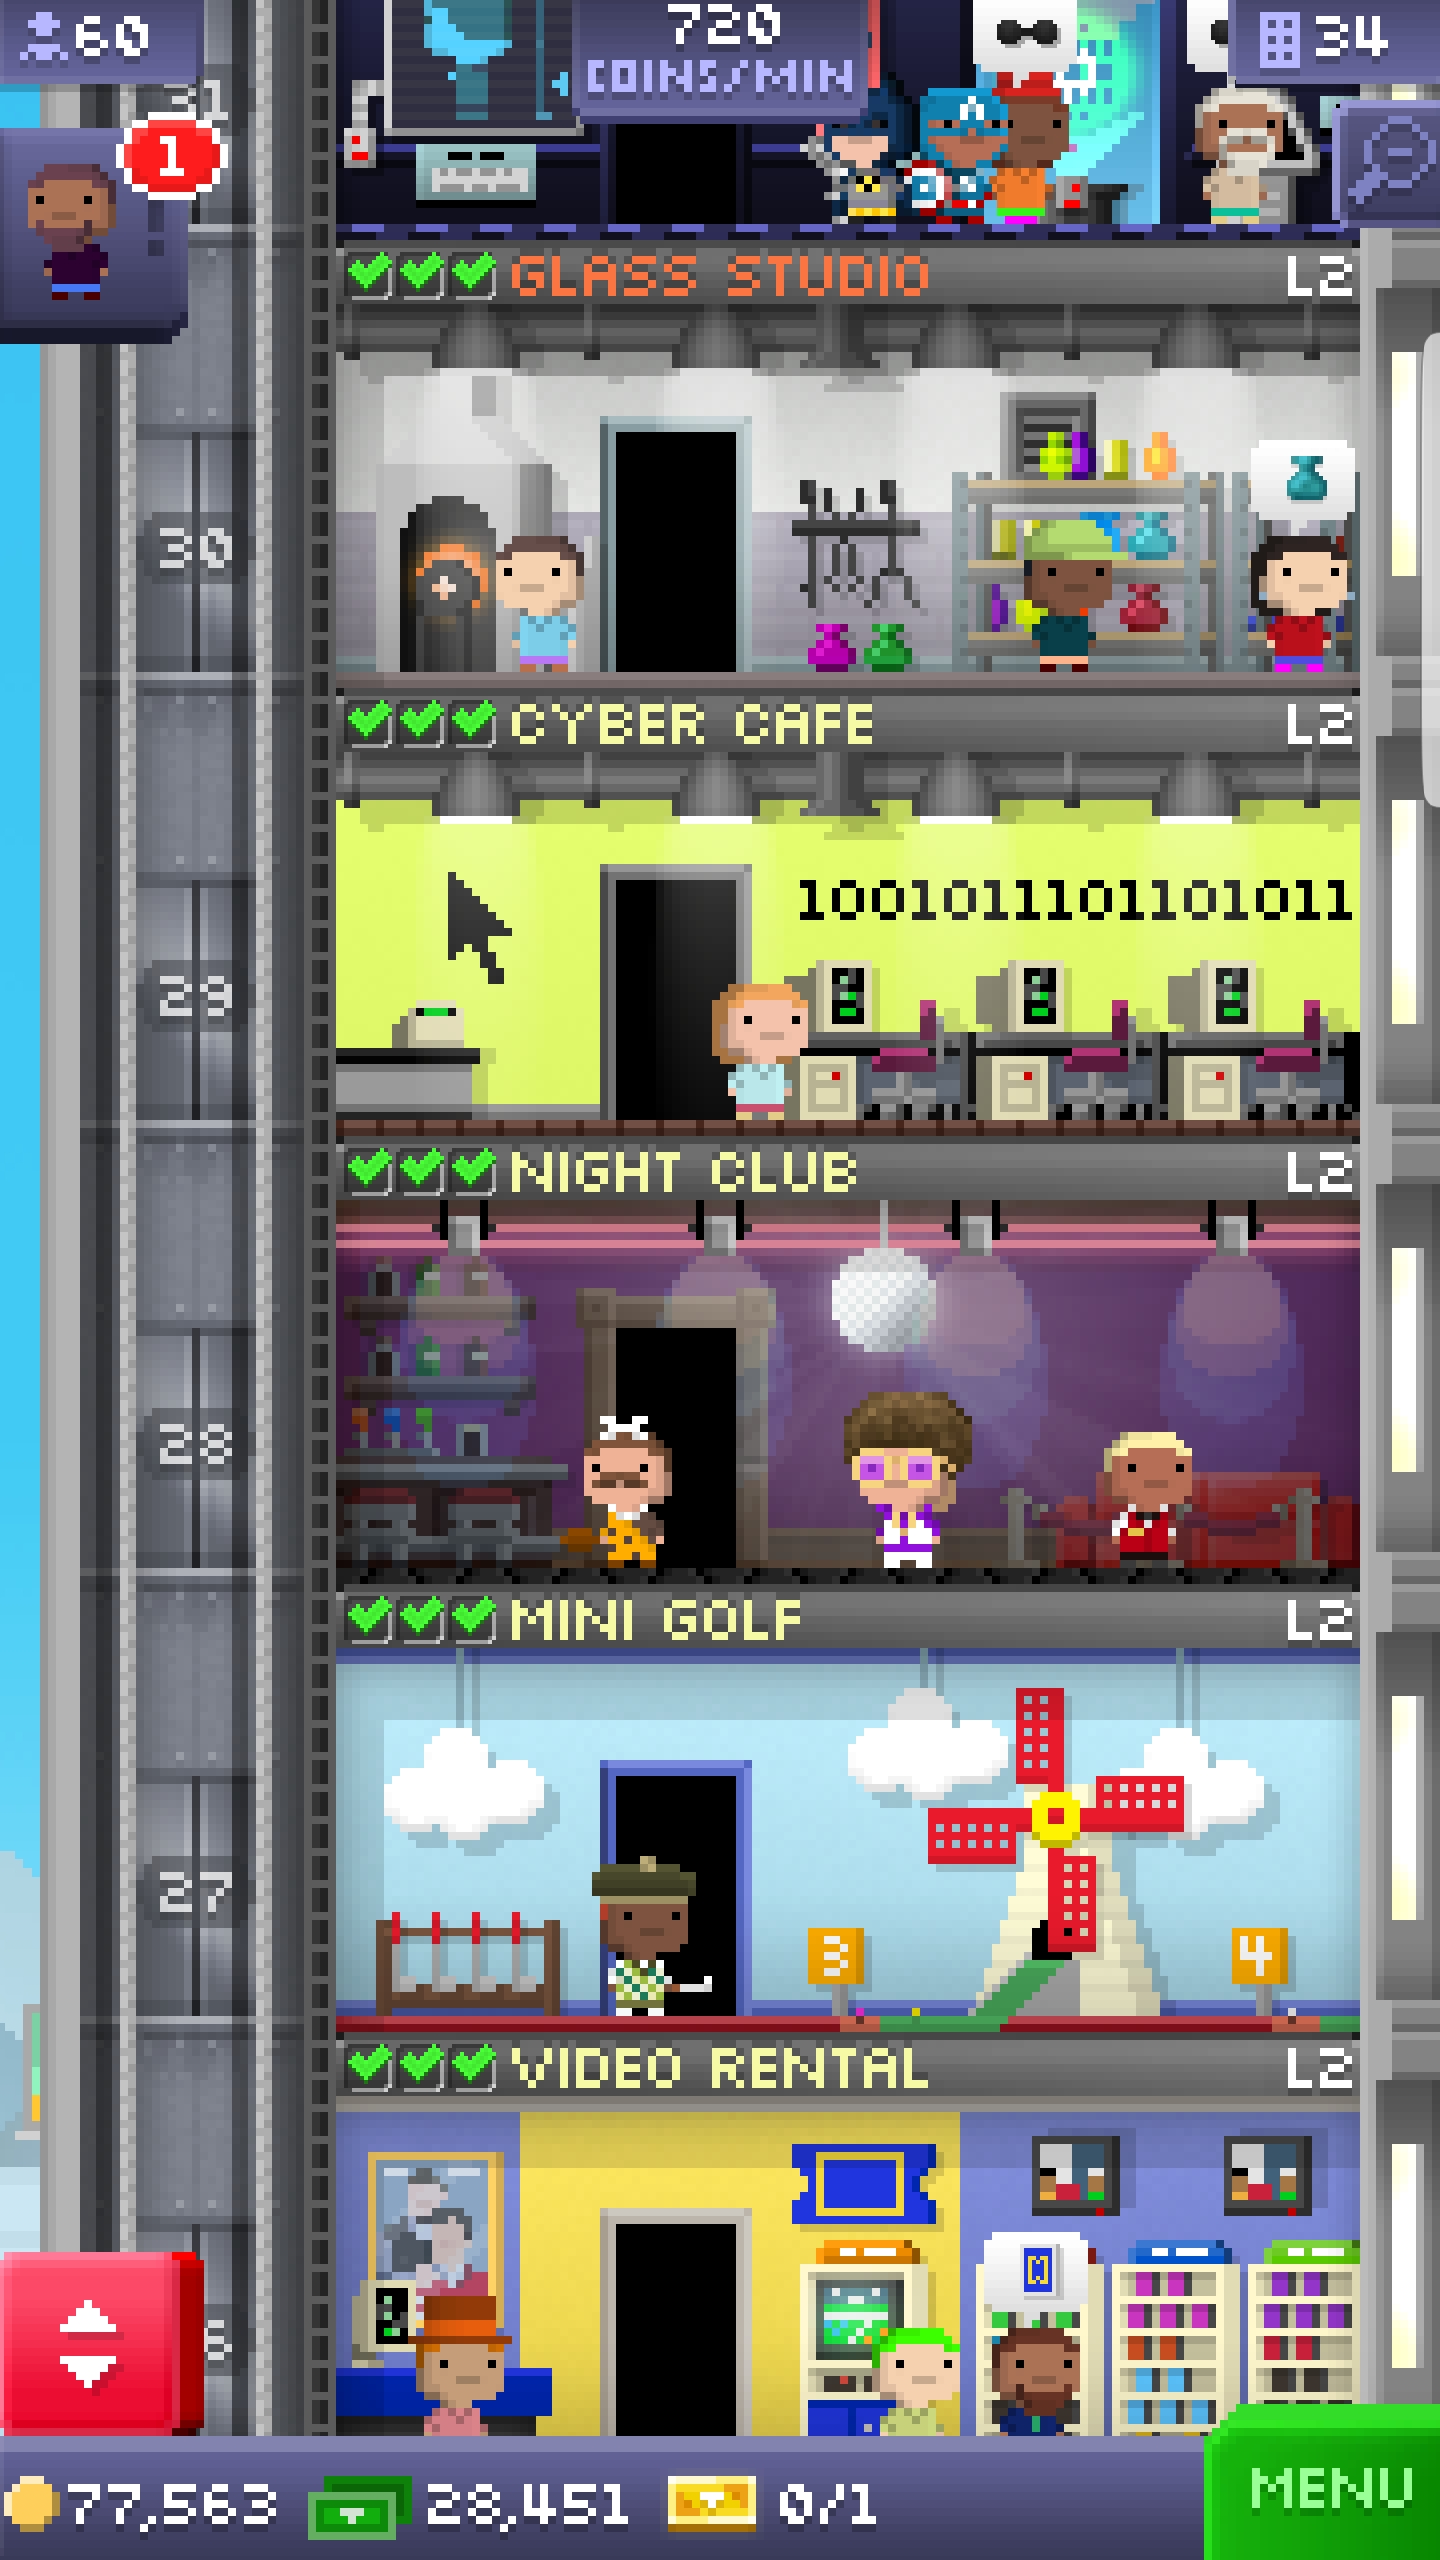 60
720
COINS/MIN
34
31
1
GLASS STUDIO L2
30
CYBER CAFE L2
1001011101101011
29
NIGHT CLUB L2
28
MINI GOLF L2
27
3
4
VIDEO RENTAL L2
6
77,563
28,451
0/1
MENU